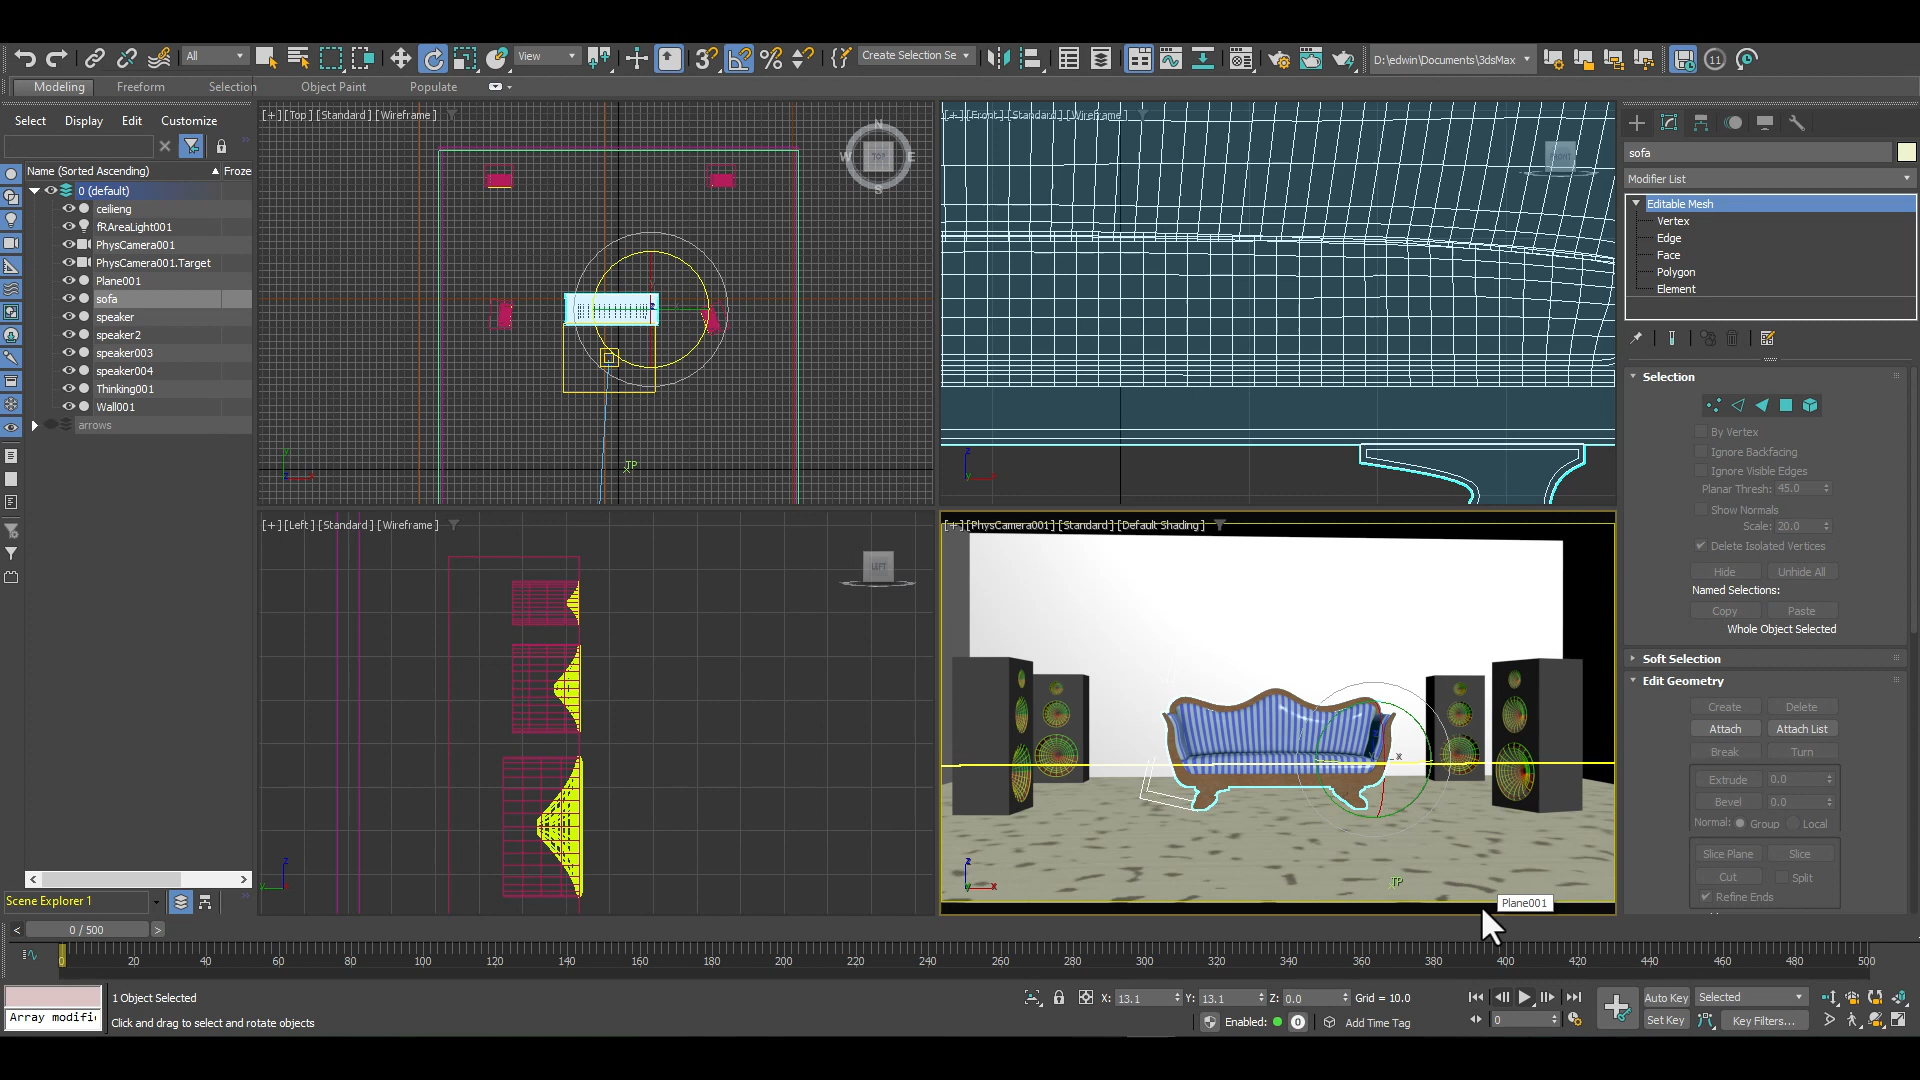 All
View
Create Selection Se
D:\edwin\Documents\3dsMax
11
Modeling
Freeform
Selection
Object Paint
Populate
Select
Display
Edit
Customize
Name (Sorted Ascending)
Froze
0 (default)
ceilieng
fRAreaLight001
PhysCamera001
PhysCamera001.Target
Plane001
sofa
speaker
speaker2
speaker003
speaker004
Thinking001
Wall001
arrows
Scene Explorer 1
[+] [Top] [Standard] [Wireframe]
N
W
TOP
E
S
TP
y
z
[+] [Front] [Standard] [Wireframe]
FRONT
z
y
[+] [Left] [Standard] [Wireframe]
LEFT
z
y
[+] [PhysCamera001] [Standard] [Default Shading]
x
TP
z
y
x
Plane001
sofa
Modifier List
Editable Mesh
Vertex
Edge
Face
Polygon
Element
Selection
By Vertex
Ignore Backfacing
Ignore Visible Edges
Planar Thresh: 45.0
Show Normals
Scale: 20.0
Delete Isolated Vertices
Hide
Unhide All
Named Selections:
Copy
Paste
Whole Object Selected
Soft Selection
Edit Geometry
Create
Delete
Attach
Attach List
Break
Turn
Extrude
0.0
Bevel
0.0
Normal: Group Local
Slice Plane
Slice
Cut
Split
Refine Ends
< 0 / 500 >
0 20 40 60 80 100 120 140 160 180 200 220 240 260 280 300 320 340 360 380 400 420 440 460 480 500
1 Object Selected
X: 13.1
Y: 13.1
Z: 0.0
Grid = 10.0
Auto Key
Selected
Array modifi
Click and drag to select and rotate objects
Enabled:
0
Add Time Tag
0
Set Key
Key Filters...